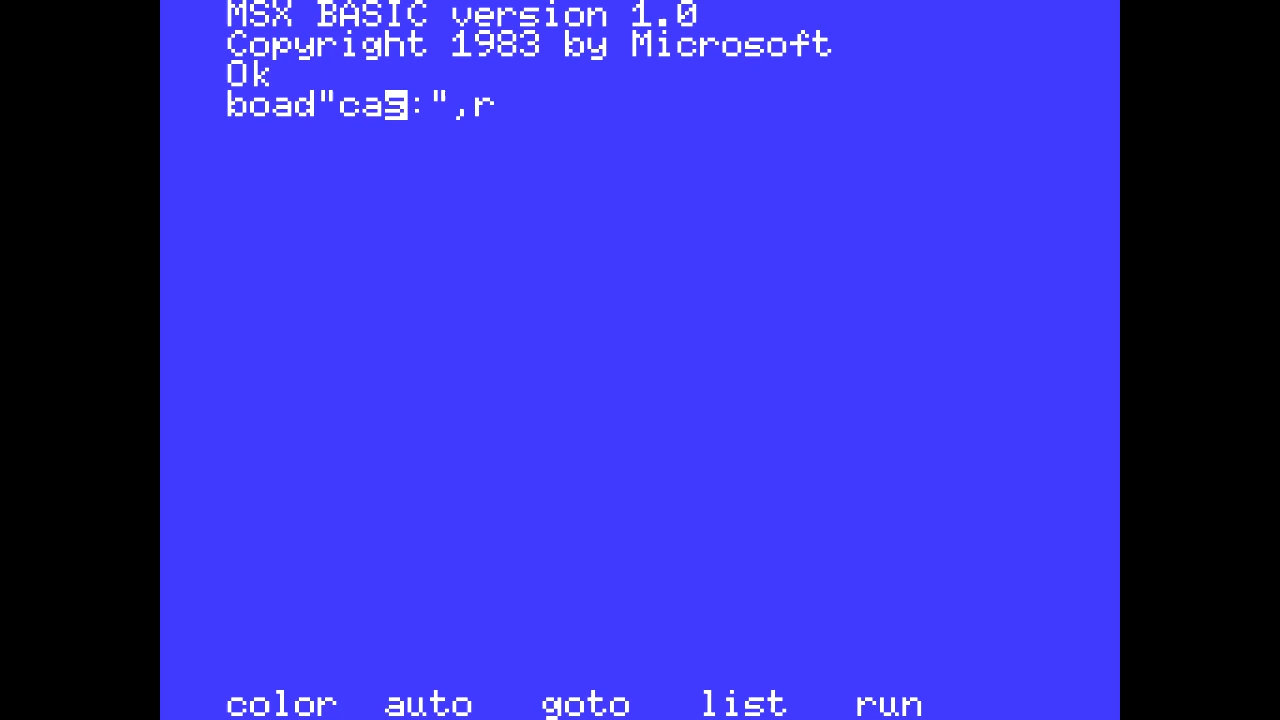 MSX BASIC version 1.0
Copyright 1983 by Microsoft
Ok
boad"cas:",r
color auto goto list run